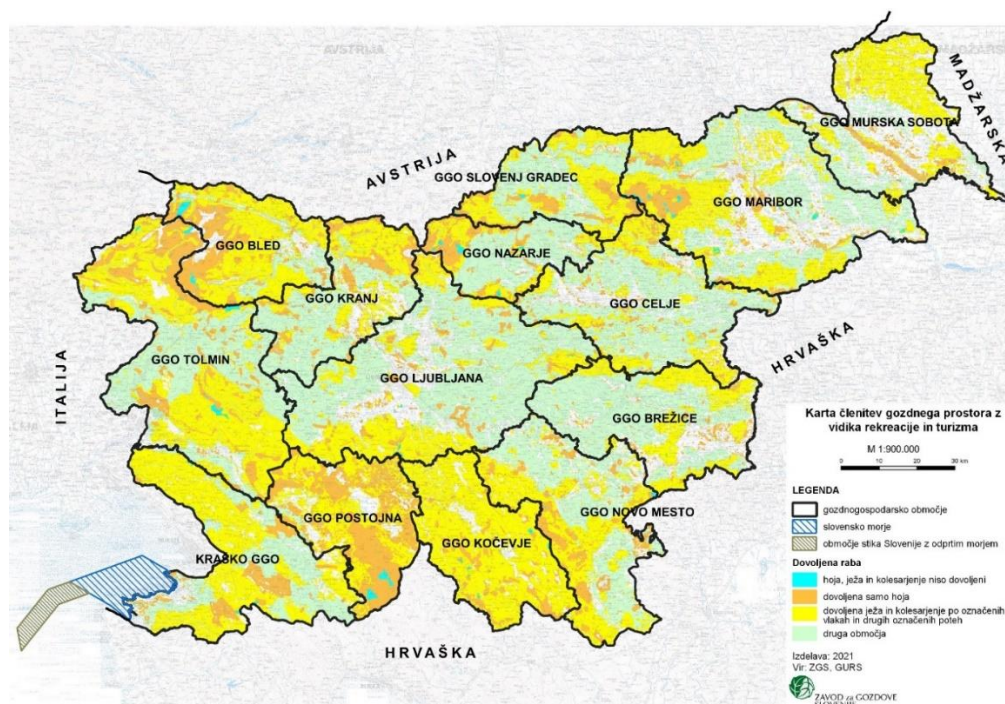 AVSTRIJA
MADŽARSKA
GGO MURSKA SOBOTA
AVSTRIJA
GGO SLOVENJ GRADEC
GGO MARIBOR
GGO BLED
GGO NAZARJE
GGO KRANJ
GGO CELJE
HRVAŠKA
ITALIJA
GGO TOLMIN
GGO LJUBLJANA
GGO BREŽICE
GGO POSTOJNA
GGO NOVO MESTO
GGO KOČEVJE
KRAŠKO GGO
HRVAŠKA
Karta členitev gozdnega prostora z
vidika rekreacije in turizma
M 1:900.000
0 10 20 30 km
LEGENDA
gozdnogospodarsko območje
slovensko morje
območje stika Slovenije z odprtim morjem
Dovoljena raba
hoja, ježa in kolesarjenje niso dovoljeni
dovoljena samo hoja
dovoljena ježa in kolesarjenje po označenih
vlakah in drugih označenih poteh
druga območja
Izdelava: 2021
Vir: ZGS, GURS
ZAVOD za GOZDOVE
SLOVENIJE